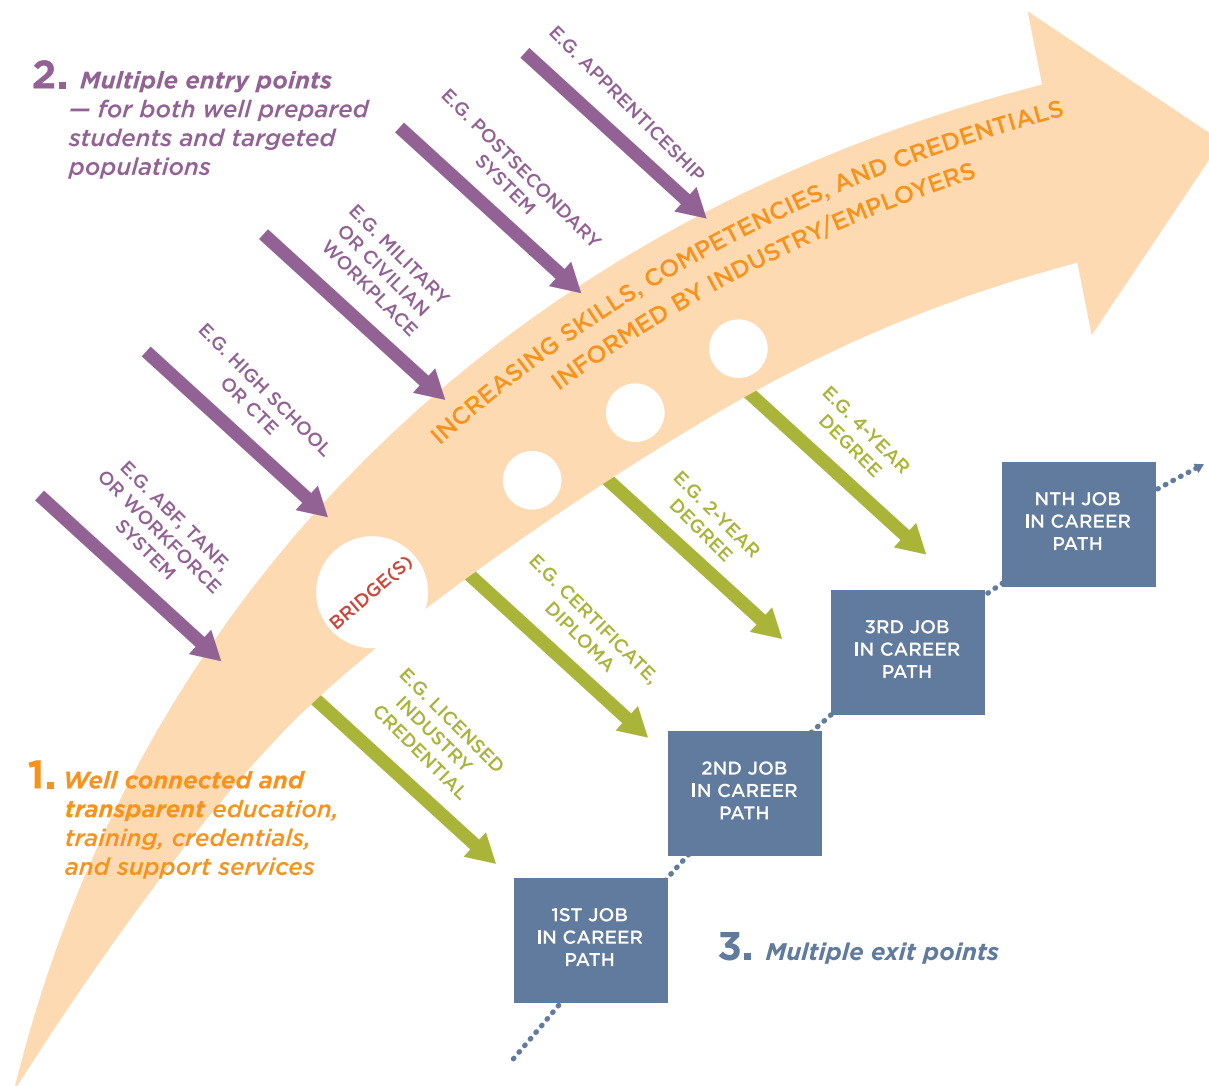 2. Multiple entry points
— for both well prepared
students and targeted
populations
E.G. APPRENTICESHIP
E.G. POSTSECONDARY
SYSTEM
E.G. MILITARY
OR CIVILIAN
WORKPLACE
E.G. HIGH SCHOOL
OR CTE
E.G. ABF, TANF,
OR WORKFORCE
SYSTEM
INCREASING SKILLS, COMPETENCIES, AND CREDENTIALS
INFORMED BY INDUSTRY/EMPLOYERS
BRIDGE(S)
E.G. 4-YEAR
DEGREE
E.G. 2-YEAR
DEGREE
E.G. CERTIFICATE,
DIPLOMA
E.G. LICENSED
INDUSTRY
CREDENTIAL
NTH JOB
IN CAREER
PATH
3RD JOB
IN CAREER
PATH
2ND JOB
IN CAREER
PATH
1ST JOB
IN CAREER
PATH
1. Well connected and
transparent education,
training, credentials,
and support services
3. Multiple exit points